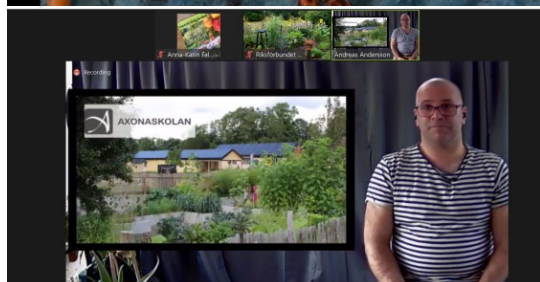 Anna-Karin Fal...
Riksförbundet ...
Andreas Andersson
Recording
AXONASKOLAN